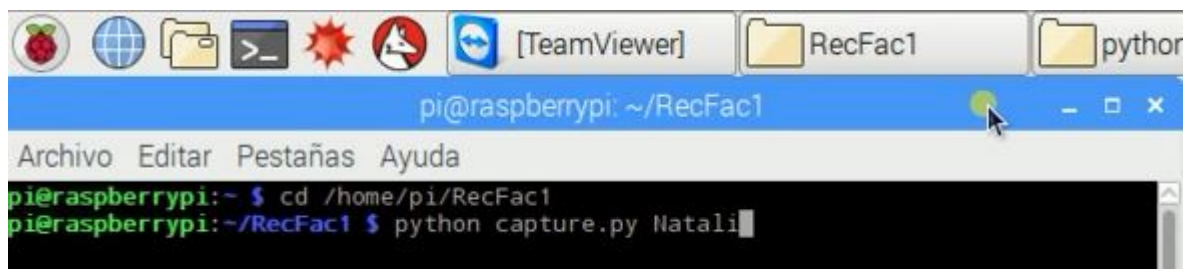 [TeamViewer] RecFac1 python
pi@raspberrypi: ~/RecFac1
Archivo Editar Pestañas Ayuda
pi@raspberrypi:~ $ cd /home/pi/RecFac1
pi@raspberrypi:~/RecFac1 $ python capture.py Natali